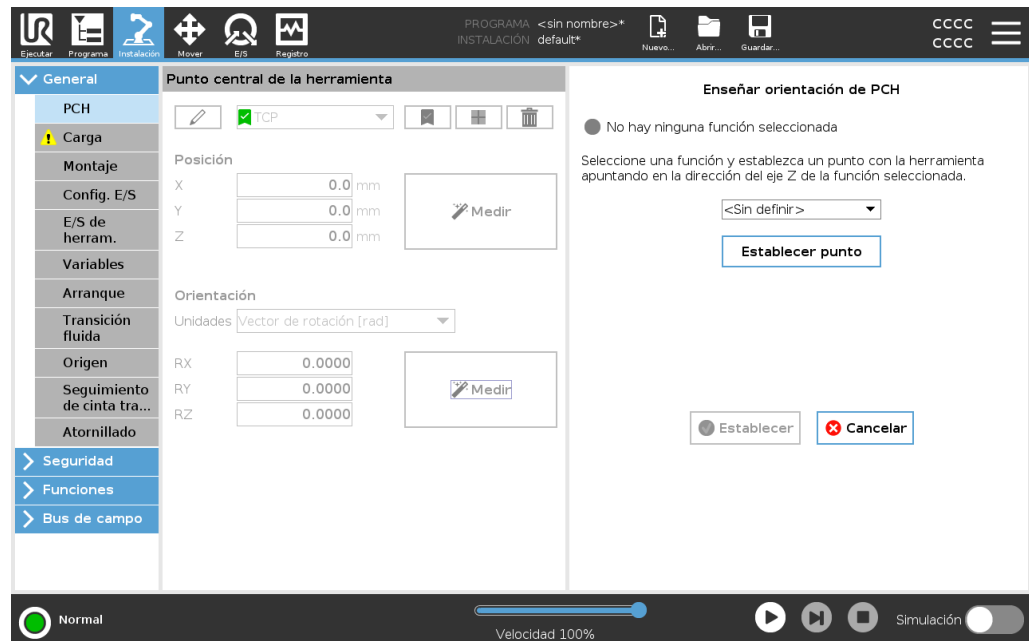 PROGRAMA <sin nombre>*
INSTALACIÓN default*
CCCC
CCCC
Ejecutar Programa Instalación Mover E/S Registro
Nuevo... Abrir... Guardar...
General
PCH
Carga
Montaje
Config. E/S
E/S de
herram.
Variables
Arranque
Transición
fluida
Origen
Seguimiento
de cinta tra...
Atornillado
Seguridad
Funciones
Bus de campo
Punto central de la herramienta
TCP
Posición
X 0.0 mm
Y 0.0 mm
Z 0.0 mm
Medir
Orientación
Unidades Vector de rotación [rad]
RX 0.0000
RY 0.0000
RZ 0.0000
Medir
Enseñar orientación de PCH
No hay ninguna función seleccionada
Seleccione una función y establezca un punto con la herramienta
apuntando en la dirección del eje Z de la función seleccionada.
<Sin definir>
Establecer punto
Establecer Cancelar
Normal
Velocidad 100%
Simulación